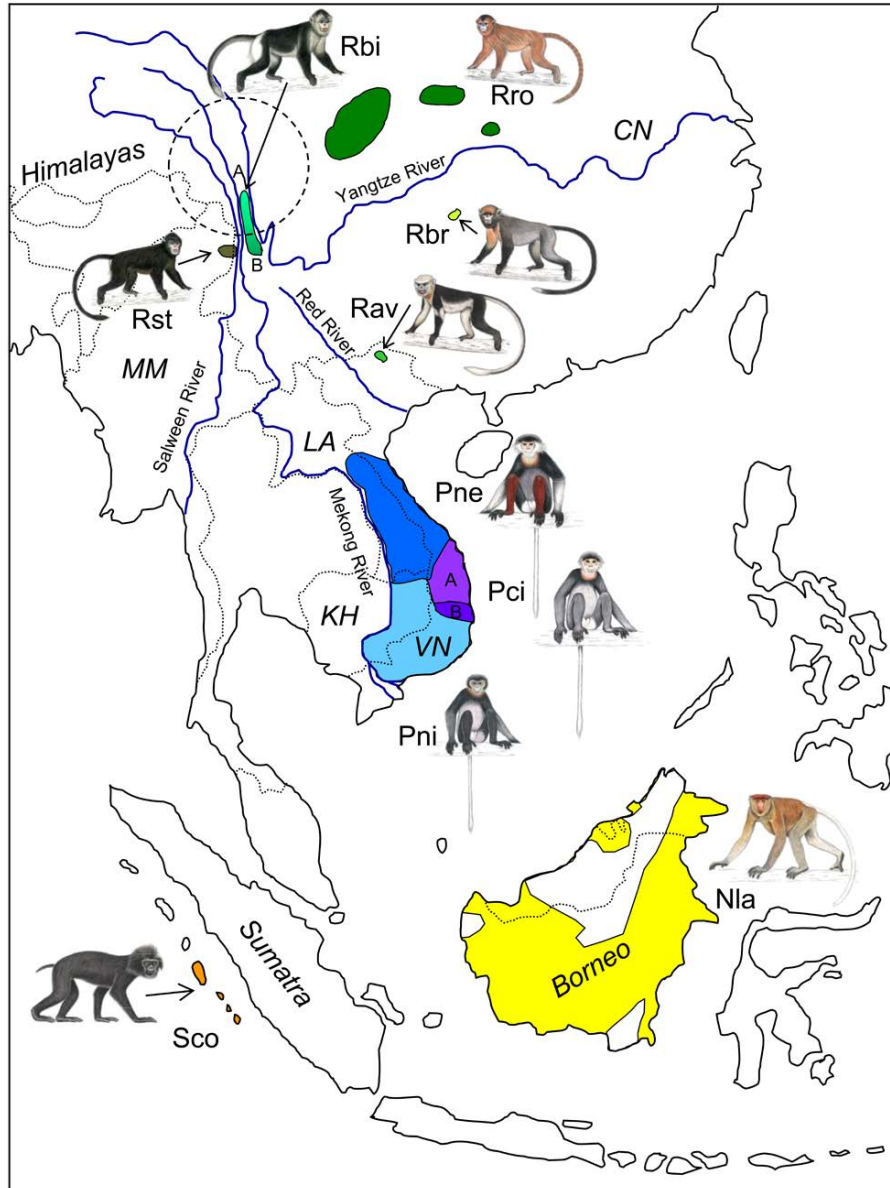 Rbi
Rro
CN
Himalayas
A
Yangtze River
Rbr
B
Rst
Rav
Red River
MM
Salween River
LA
Pne
Mekong River
A
Pci
B
KH
VN
Pni
Nla
Sumatra
Borneo
Sco